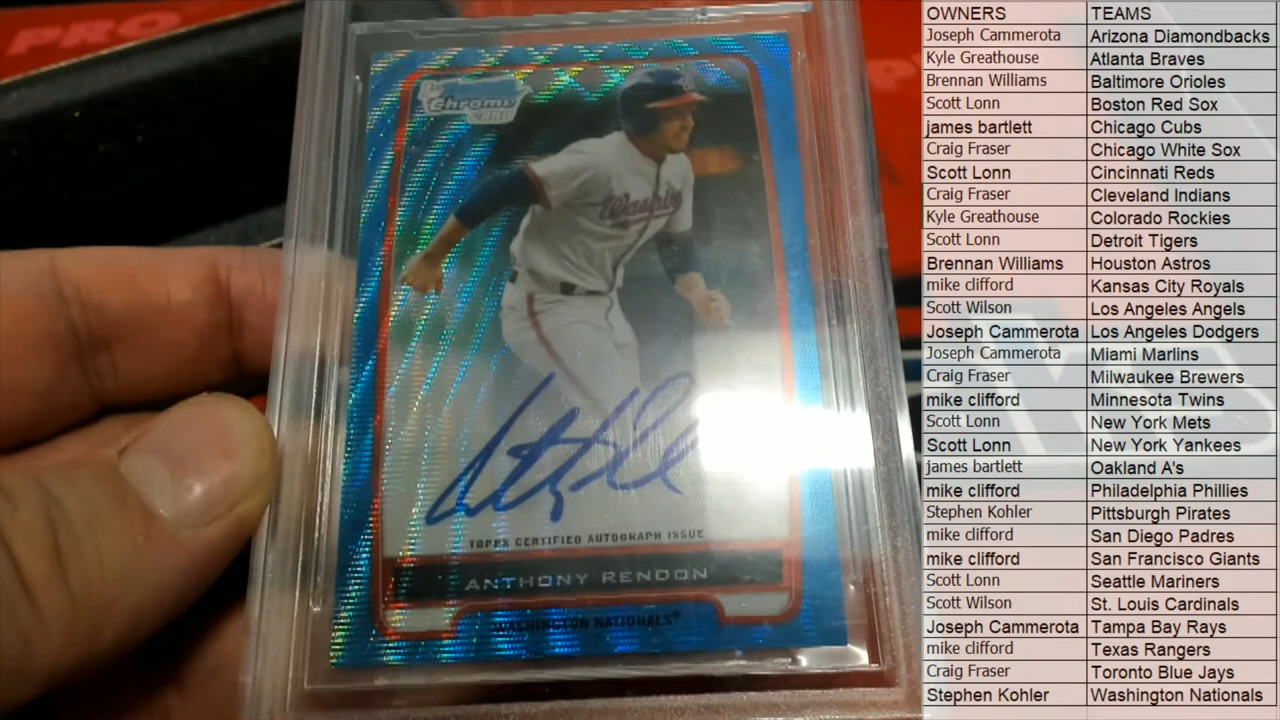 PRO
Chrome
Washin
TOPPS CERTIFIED AUTOGRAPH ISSUE
ANTHONY RENDON
WASHINGTON NATIONALS
OWNERS TEAMS
Joseph Cammerota Arizona Diamondbacks
Kyle Greathouse Atlanta Braves
Brennan Williams Baltimore Orioles
Scott Lonn Boston Red Sox
james bartlett Chicago Cubs
Craig Fraser Chicago White Sox
Scott Lonn Cincinnati Reds
Craig Fraser Cleveland Indians
Kyle Greathouse Colorado Rockies
Scott Lonn Detroit Tigers
Brennan Williams Houston Astros
mike clifford Kansas City Royals
Scott Wilson Los Angeles Angels
Joseph Cammerota Los Angeles Dodgers
Joseph Cammerota Miami Marlins
Craig Fraser Milwaukee Brewers
mike clifford Minnesota Twins
Scott Lonn New York Mets
Scott Lonn New York Yankees
james bartlett Oakland A's
mike clifford Philadelphia Phillies
Stephen Kohler Pittsburgh Pirates
mike clifford San Diego Padres
mike clifford San Francisco Giants
Scott Lonn Seattle Mariners
Scott Wilson St. Louis Cardinals
Joseph Cammerota Tampa Bay Rays
mike clifford Texas Rangers
Craig Fraser Toronto Blue Jays
Stephen Kohler Washington Nationals